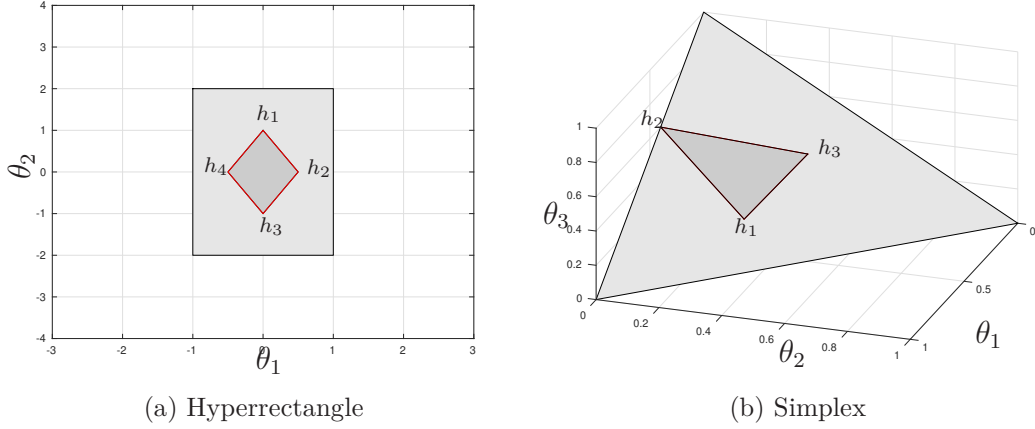 4
3
2
1
0
-1
-2
-3
-4
θ2
-3 -2 -1 0 1 2 3
θ1
h1
h2
h3
h4
(a) Hyperrectangle
1
0.8
0.6
0.4
0.2
0
θ3
h2
h3
h1
0 0.2 0.4 0.6 0.8 1
θ2
1
0.5
0
θ1
(b) Simplex